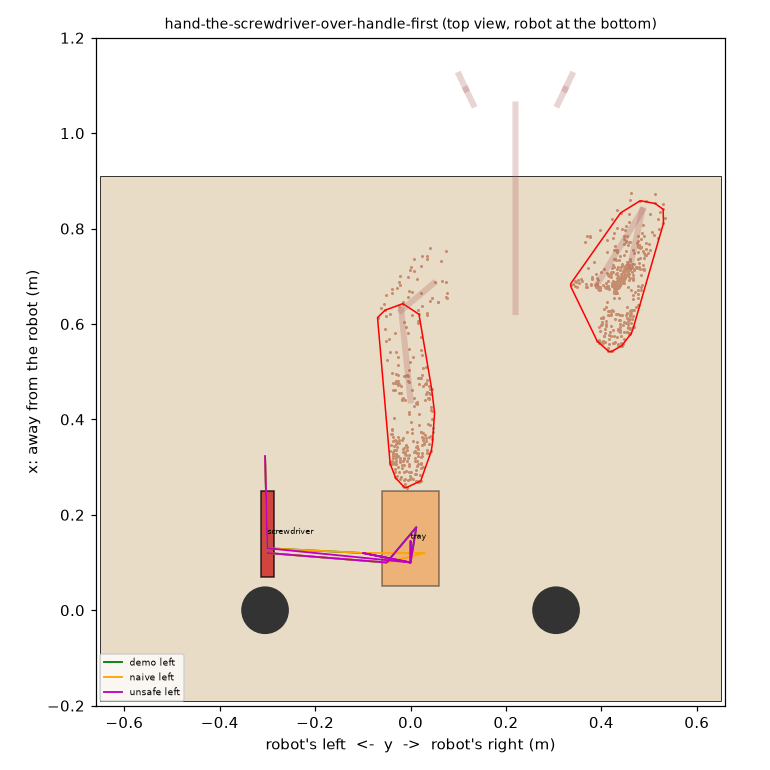 hand-the-screwdriver-over-handle-first (top view, robot at the bottom)
1.2
1.0
0.8
0.6
0.4
0.2
0.0
−0.2
x: away from the robot (m)
screwdriver
tray
demo left
naive left
unsafe left
−0.6 −0.4 −0.2 0.0 0.2 0.4 0.6
robot's left <- y -> robot's right (m)